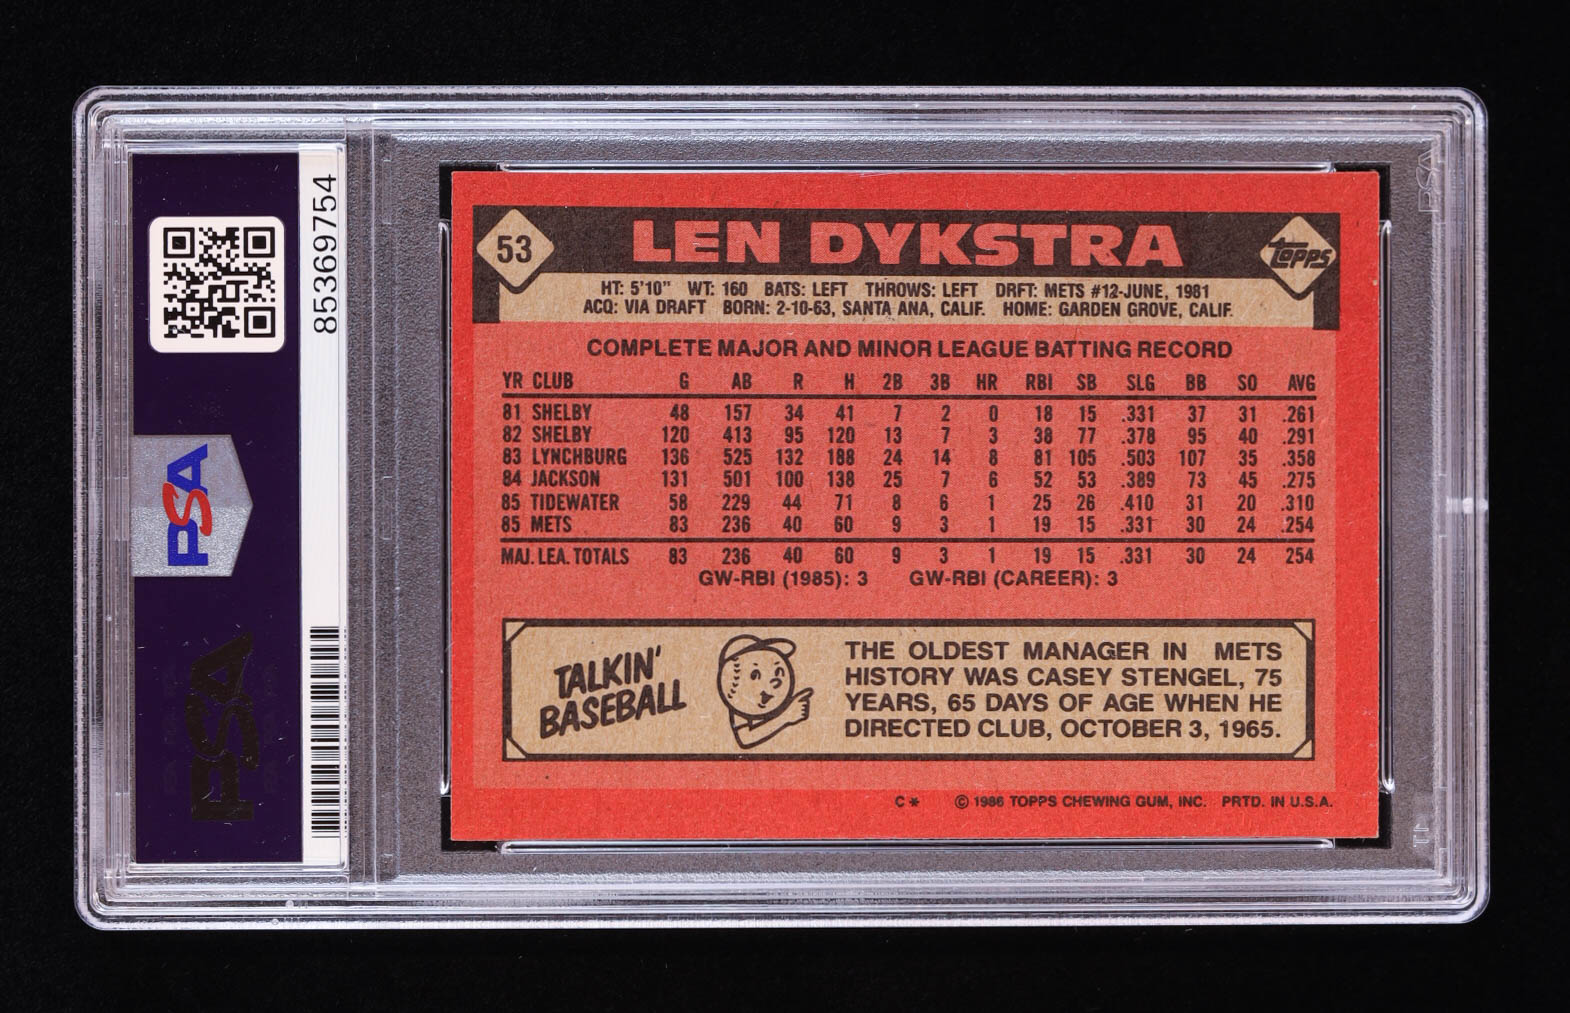 85369754
PSA
PSA
53
LEN DYKSTRA
topps
HT: 5'10" WT: 160 BATS: LEFT THROWS: LEFT DRFT: METS #12-JUNE, 1981
ACQ: VIA DRAFT BORN: 2-10-63, SANTA ANA, CALIF. HOME: GARDEN GROVE, CALIF.
COMPLETE MAJOR AND MINOR LEAGUE BATTING RECORD
YR CLUB G AB R H 2B 3B HR RBI SB SLG BB SO AVG
81 SHELBY 48 157 34 41 7 2 0 18 15 .331 37 31 .261
82 SHELBY 120 413 95 120 13 7 3 38 77 .378 95 40 .291
83 LYNCHBURG 136 525 132 188 24 14 8 81 105 .503 107 35 .358
84 JACKSON 131 501 100 138 25 7 6 52 53 .389 73 45 .275
85 TIDEWATER 58 229 44 71 8 6 1 25 26 .410 31 20 .310
85 METS 83 236 40 60 9 3 1 19 15 .331 30 24 .254
MAJ. LEA. TOTALS 83 236 40 60 9 3 1 19 15 .331 30 24 254
GW-RBI (1985): 3 GW-RBI (CAREER): 3
TALKIN'
BASEBALL
THE OLDEST MANAGER IN METS
HISTORY WAS CASEY STENGEL, 75
YEARS, 65 DAYS OF AGE WHEN HE
DIRECTED CLUB, OCTOBER 3, 1965.
C* © 1986 TOPPS CHEWING GUM, INC. PRTD. IN U.S.A.
PSA